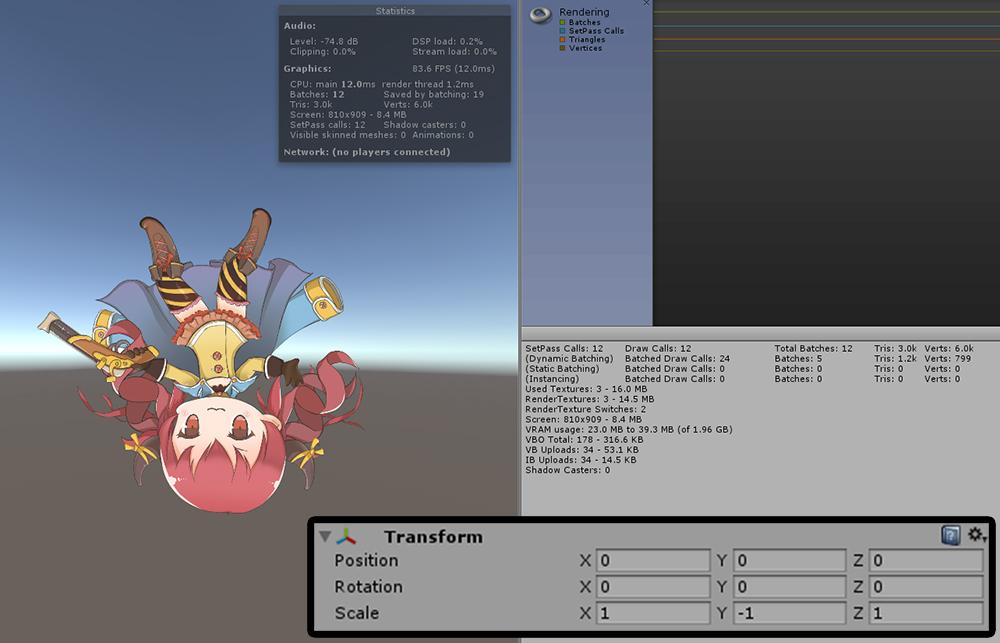 Statistics
Audio:
Level: -74.8 dB DSP load: 0.2%
Clipping: 0.0% Stream load: 0.0%
Graphics: 83.6 FPS (12.0ms)
CPU: main 12.0ms render thread 1.2ms
Batches: 12 Saved by batching: 19
Tris: 3.0k Verts: 6.0k
Screen: 810x909 - 8.4 MB
SetPass calls: 12 Shadow casters: 0
Visible skinned meshes: 0 Animations: 0
Network: (no players connected)
Rendering
Batches
SetPass Calls
Triangles
Vertices
SetPass Calls: 12 Draw Calls: 12 Total Batches: 12 Tris: 3.0k Verts: 6.0k
(Dynamic Batching) Batched Draw Calls: 24 Batches: 5 Tris: 1.2k Verts: 799
(Static Batching) Batched Draw Calls: 0 Batches: 0 Tris: 0 Verts: 0
(Instancing) Batched Draw Calls: 0 Batches: 0 Tris: 0 Verts: 0
Used Textures: 3 - 16.0 MB
RenderTextures: 3 - 14.5 MB
RenderTexture Switches: 2
Screen: 810x909 - 8.4 MB
VRAM usage: 23.0 MB to 39.3 MB (of 1.96 GB)
VBO Total: 178 - 316.6 KB
VB Uploads: 34 - 53.1 KB
IB Uploads: 34 - 14.5 KB
Shadow Casters: 0
Transform
Position X 0 Y 0 Z 0
Rotation X 0 Y 0 Z 0
Scale X 1 Y -1 Z 1